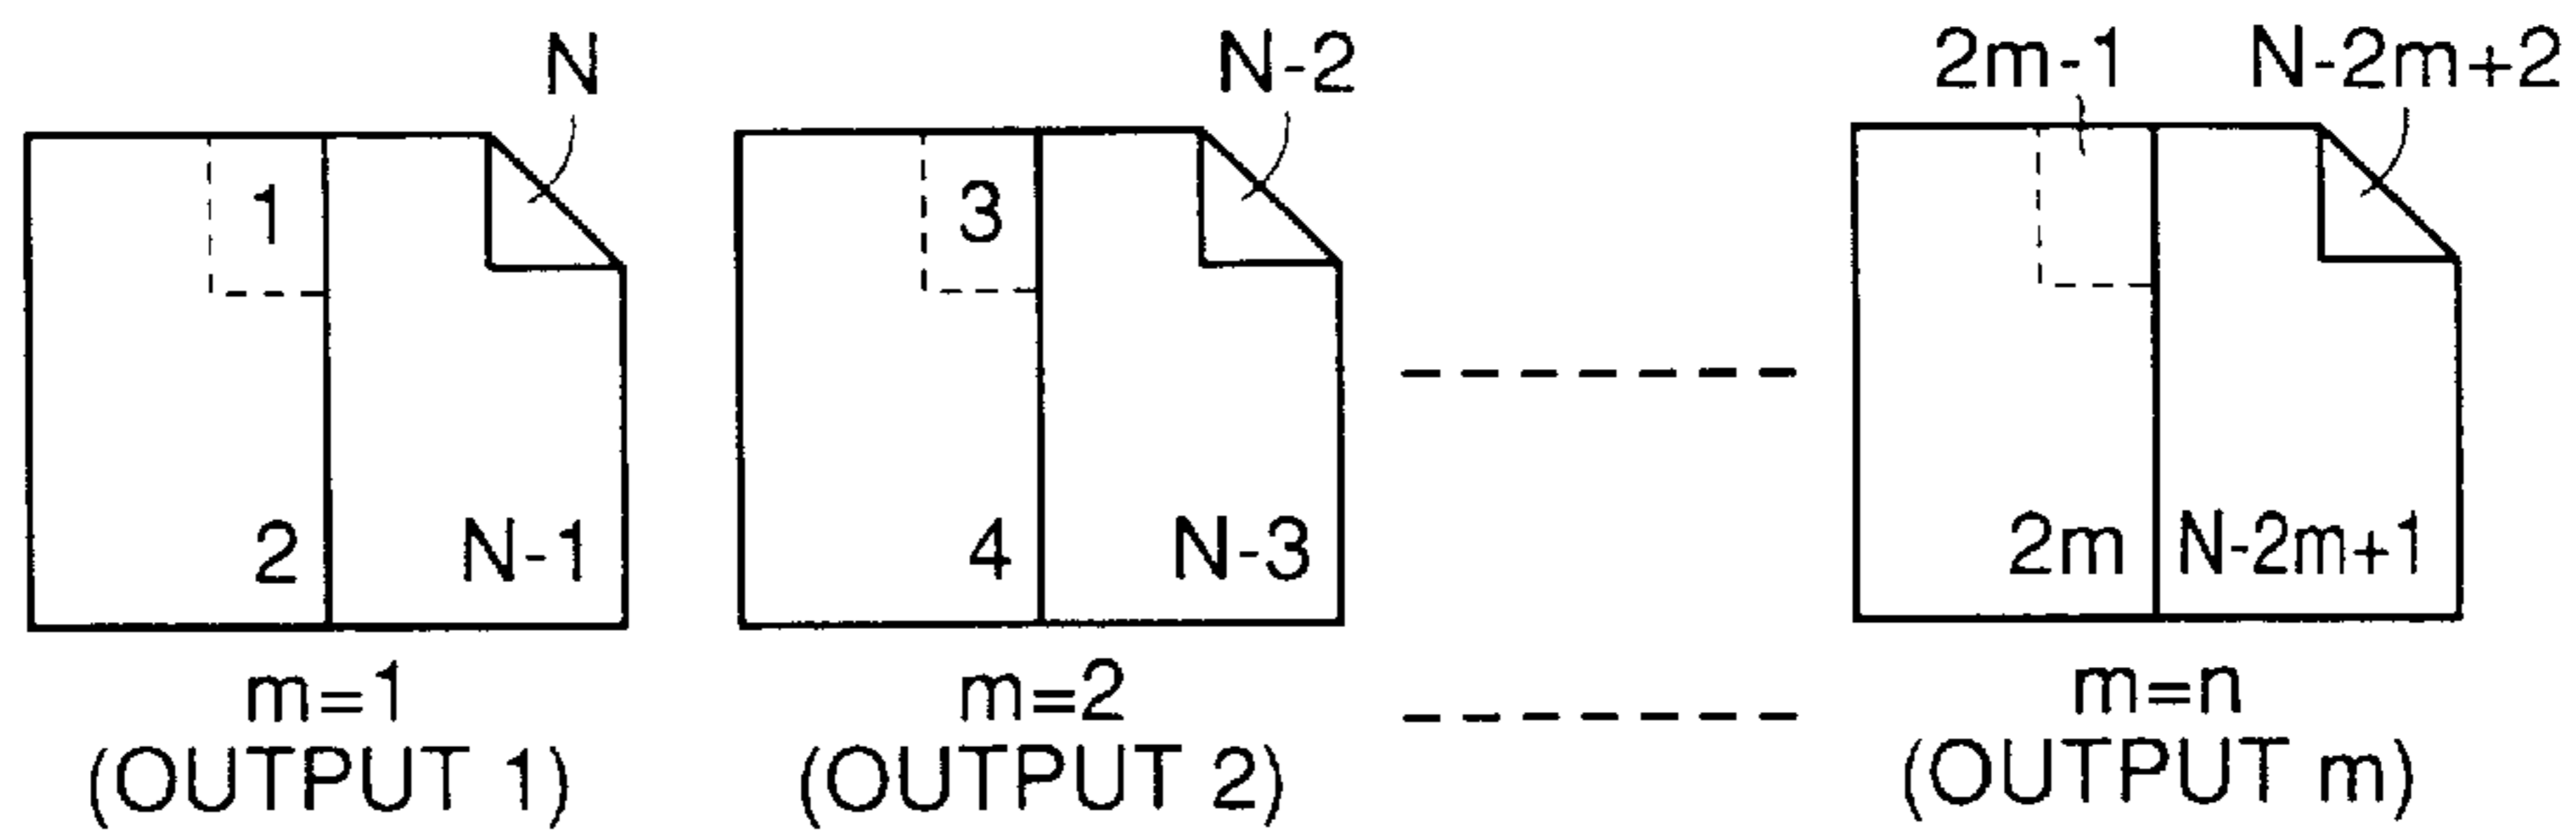 N
N-2
2m-1 N-2m+2
1
3
2 N-1
4 N-3
2m N-2m+1
m=1
m=2
m=n
(OUTPUT 1)
(OUTPUT 2)
(OUTPUT m)